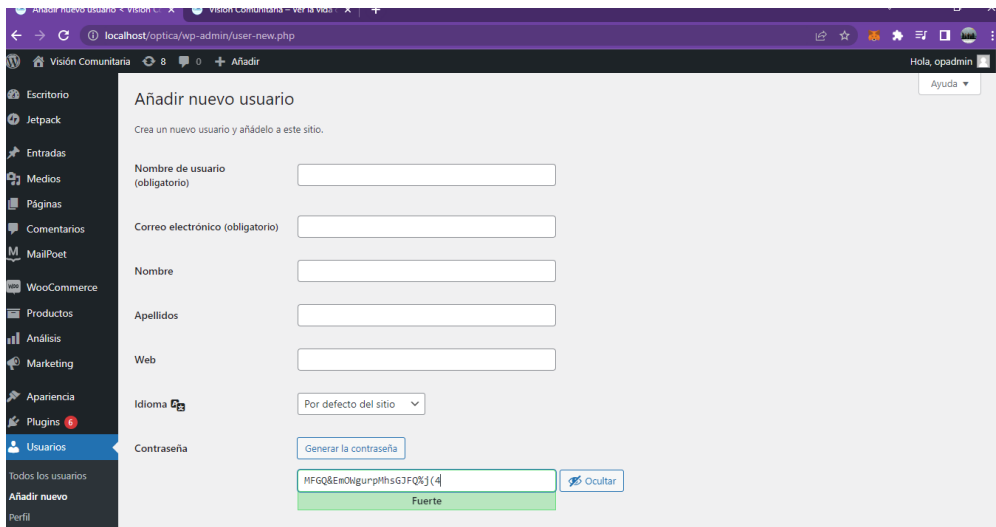 Añadir nuevo usuario < Visión C
Visión Comunitaria – Ver la vida
localhost/optica/wp-admin/user-new.php
Visión Comunitaria 8 0 + Añadir
Hola, opadmin
Ayuda
Escritorio
Jetpack
Entradas
Medios
Páginas
Comentarios
MailPoet
WooCommerce
Productos
Análisis
Marketing
Apariencia
Plugins 6
Usuarios
Todos los usuarios
Añadir nuevo
Perfil
Añadir nuevo usuario
Crea un nuevo usuario y añádelo a este sitio.
Nombre de usuario
(obligatorio)
Correo electrónico (obligatorio)
Nombre
Apellidos
Web
Idioma
Por defecto del sitio
Contraseña
Generar la contraseña
MFGQ&EmOWgurpMhsGJFQ%j(4
Ocultar
Fuerte